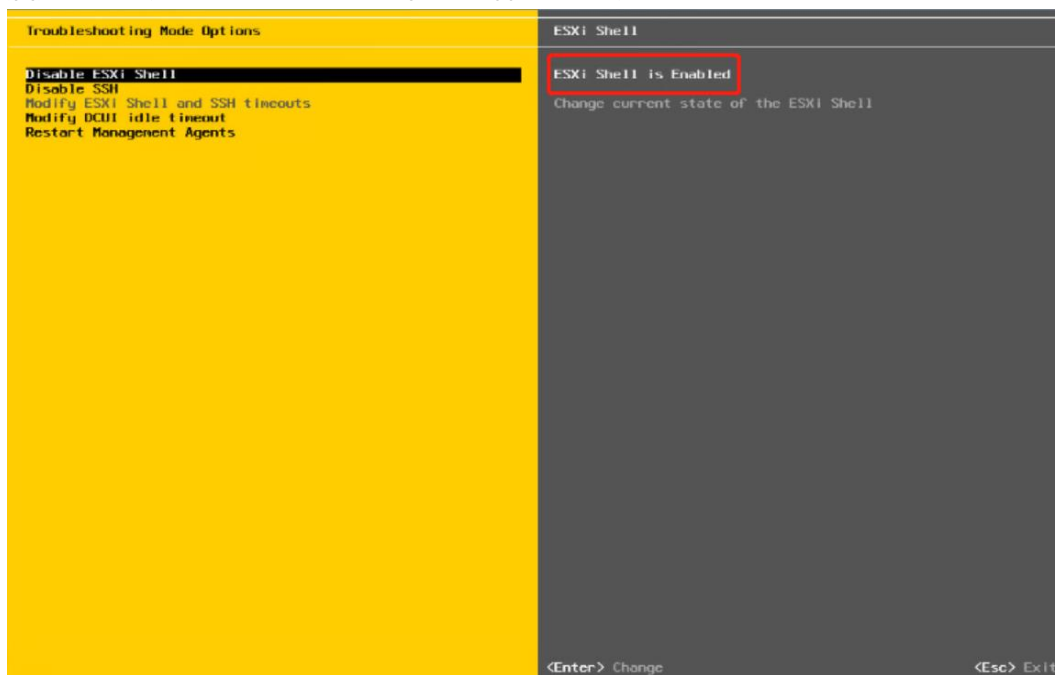 Troubleshooting Mode Options
Disable ESXi Shell
Disable SSH
Modify ESXi Shell and SSH timeouts
Modify DCUI idle timeout
Restart Management Agents
ESXi Shell
ESXi Shell is Enabled
Change current state of the ESXi Shell
<Enter> Change
<Esc> Exit